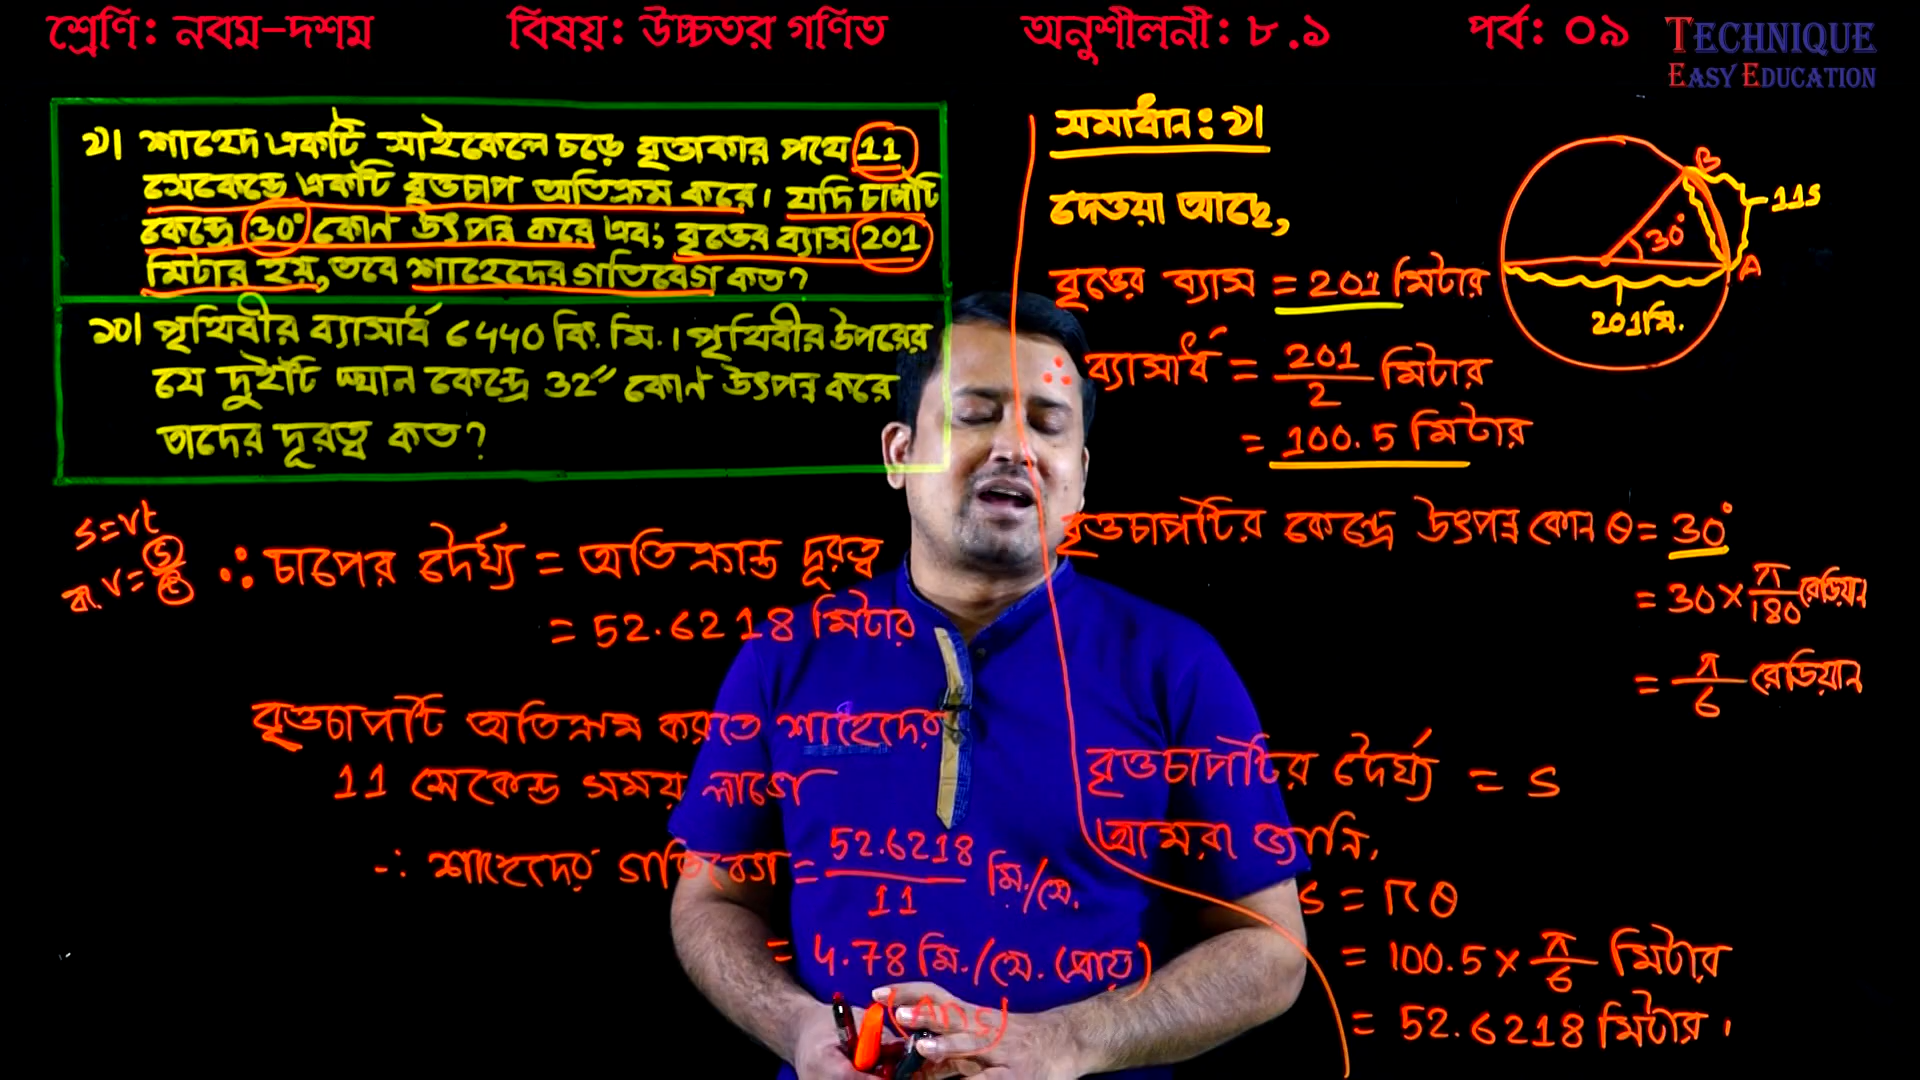 শ্রেণি: নবম-দশম
বিষয়: উচ্চতর গণিত
অনুশীলনী: ৮.১
পর্ব: ০৯
TECHNIQUE
EASY EDUCATION
৯। শাহেদ একটি সাইকেলে চড়ে বৃত্তাকার পথে 11
সেকেন্ডে একটি বৃত্তচাপ অতিক্রম করে। যদি চাপটি
কেন্দ্রে 30° কোণ উৎপন্ন করে এবং বৃত্তের ব্যাস 201
মিটার হয়, তবে শাহেদের গতিবেগ কত?
১০। পৃথিবীর ব্যাসার্ধ 6440 কি. মি.। পৃথিবীর উপরের
যে দুইটি স্থান কেন্দ্রে 32″ কোণ উৎপন্ন করে
তাদের দূরত্ব কত?
s=vt
বা, v=s/t
∴ চাপের দৈর্ঘ্য = অতিক্রান্ত দূরত্ব
= 52.6218 মিটার
বৃত্তচাপটি অতিক্রম করতে শাহেদের
11 সেকেন্ড সময় লাগে
∴ শাহেদের গতিবেগ = 52.6218/11 মি./সে.
= 4.78 মি./সে. (প্রায়)
(Ans)
সমাধান: ৯।
দেওয়া আছে,
বৃত্তের ব্যাস = 201 মিটার
∴ ব্যাসার্ধ = 201/2 মিটার
= 100.5 মিটার
B
11s
30°
A
201মি.
বৃত্তচাপটির কেন্দ্রে উৎপন্ন কোন θ = 30°
= 30 × π/180 রেডিয়ান
= π/6 রেডিয়ান
বৃত্তচাপটির দৈর্ঘ্য = s
আমরা জানি,
s = rθ
= 100.5 × π/6 মিটার
= 52.6218 মিটার।